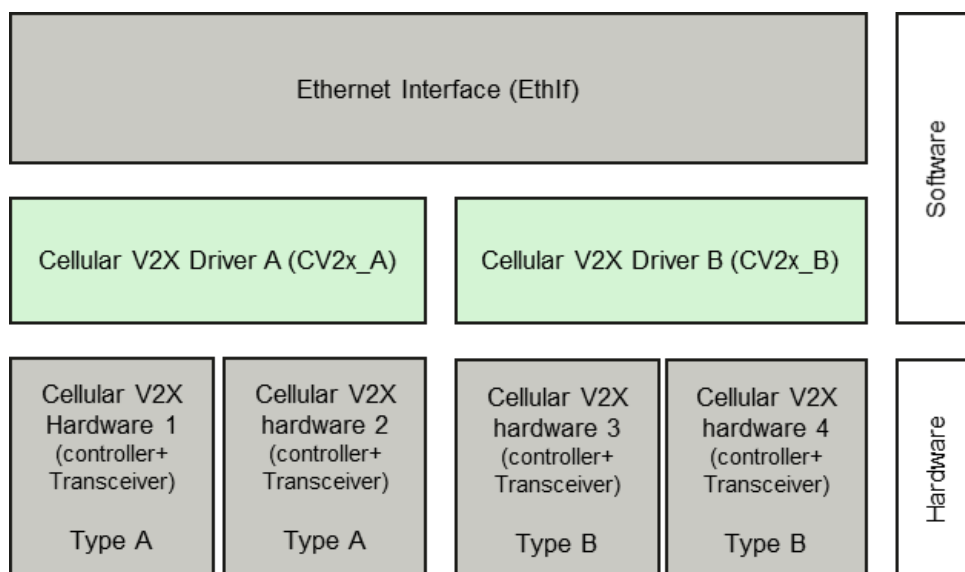 Ethernet Interface (EthIf)
Software
Cellular V2X Driver A (CV2x_A)
Cellular V2X Driver B (CV2x_B)
Cellular V2X
Hardware 1
(controller+
Transceiver)
Type A
Cellular V2X
hardware 2
(controller+
Transceiver)
Type A
Cellular V2X
hardware 3
(controller+
Transceiver)
Type B
Cellular V2X
hardware 4
(controller+
Transceiver)
Type B
Hardware